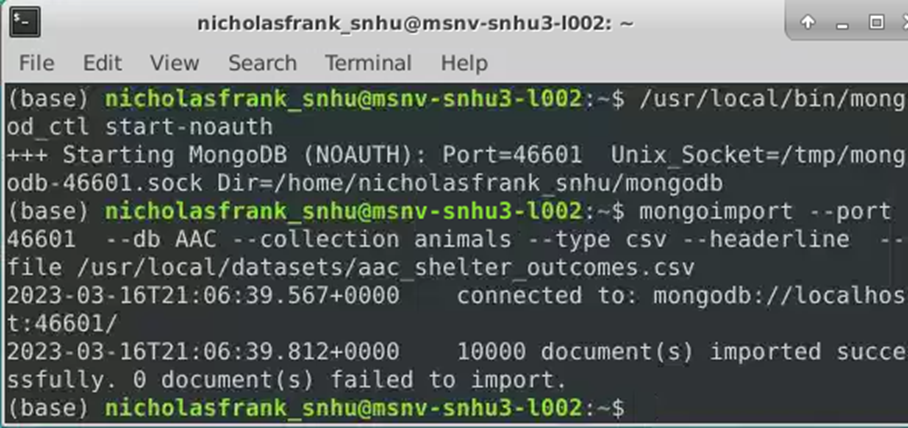 nicholasfrank_snhu@msnv-snhu3-l002: ~
File Edit View Search Terminal Help
(base) nicholasfrank_snhu@msnv-snhu3-l002:~$ /usr/local/bin/mong
od_ctl start-noauth
+++ Starting MongoDB (NOAUTH): Port=46601  Unix_Socket=/tmp/mong
odb-46601.sock Dir=/home/nicholasfrank_snhu/mongodb
(base) nicholasfrank_snhu@msnv-snhu3-l002:~$ mongoimport --port
46601  --db AAC --collection animals --type csv --headerline  --
file /usr/local/datasets/aac_shelter_outcomes.csv
2023-03-16T21:06:39.567+0000    connected to: mongodb://localhos
t:46601/
2023-03-16T21:06:39.812+0000    10000 document(s) imported succe
ssfully. 0 document(s) failed to import.
(base) nicholasfrank_snhu@msnv-snhu3-l002:~$